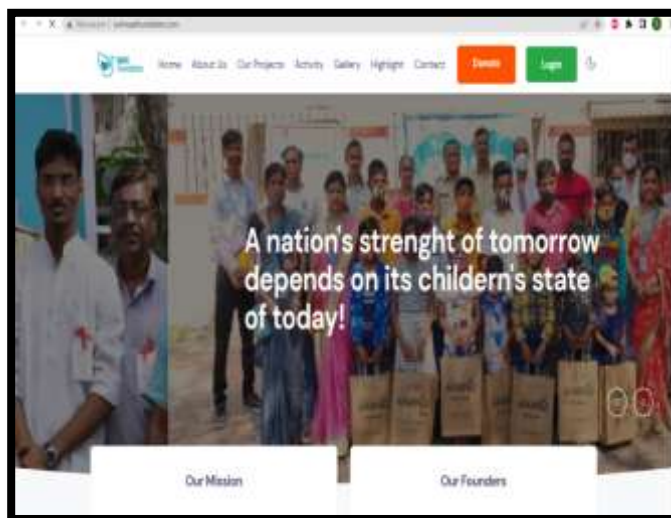 Home About Us Our Projects Activity Gallery Highlight Contact Donate Login
A nation's strenght of tomorrow
depends on its childern's state
of today!
Our Mission Our Founders